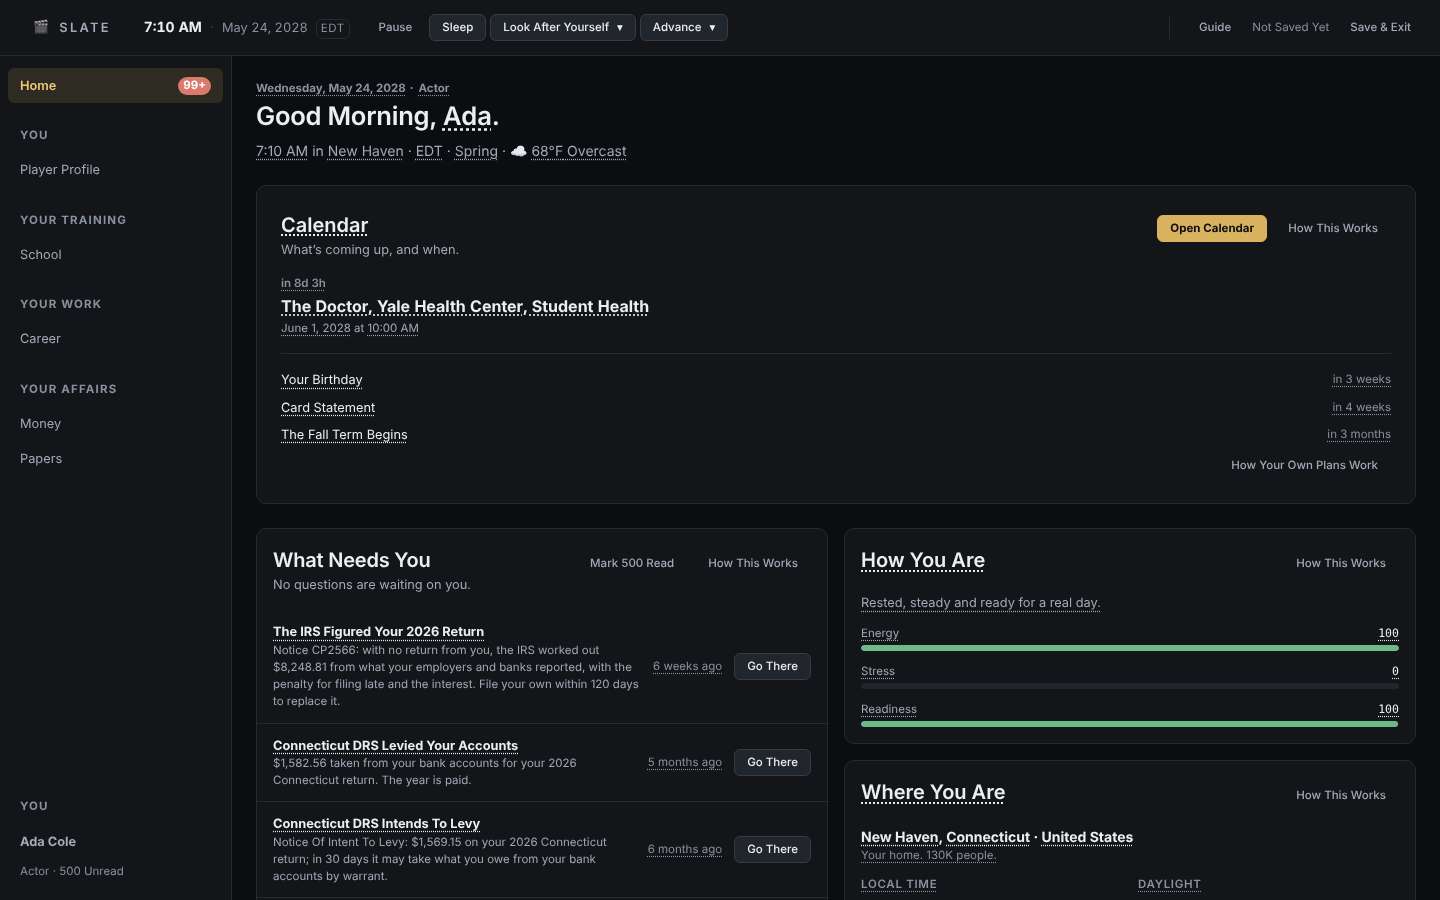 🎬 SLATE
7:10 AM · May 24, 2028 EDT
Pause
Sleep
Look After Yourself ▾
Advance ▾
Guide
Not Saved Yet
Save & Exit
Home
99+
YOU
Player Profile
YOUR TRAINING
School
YOUR WORK
Career
YOUR AFFAIRS
Money
Papers
YOU
Ada Cole
Actor · 500 Unread
Wednesday, May 24, 2028 · Actor
Good Morning, Ada.
7:10 AM in New Haven · EDT · Spring · ☁️ 68°F Overcast
Calendar
What's coming up, and when.
Open Calendar
How This Works
in 8d 3h
The Doctor, Yale Health Center, Student Health
June 1, 2028 at 10:00 AM
Your Birthday
in 3 weeks
Card Statement
in 4 weeks
The Fall Term Begins
in 3 months
How Your Own Plans Work
What Needs You
No questions are waiting on you.
Mark 500 Read
How This Works
The IRS Figured Your 2026 Return
Notice CP2566: with no return from you, the IRS worked out
$8,248.81 from what your employers and banks reported, with the
penalty for filing late and the interest. File your own within 120 days
to replace it.
6 weeks ago
Go There
Connecticut DRS Levied Your Accounts
$1,582.56 taken from your bank accounts for your 2026
Connecticut return. The year is paid.
5 months ago
Go There
Connecticut DRS Intends To Levy
Notice Of Intent To Levy: $1,569.15 on your 2026 Connecticut
return; in 30 days it may take what you owe from your bank
accounts by warrant.
6 months ago
Go There
How You Are
How This Works
Rested, steady and ready for a real day.
Energy
100
Stress
0
Readiness
100
Where You Are
How This Works
New Haven, Connecticut · United States
Your home. 130K people.
LOCAL TIME
DAYLIGHT